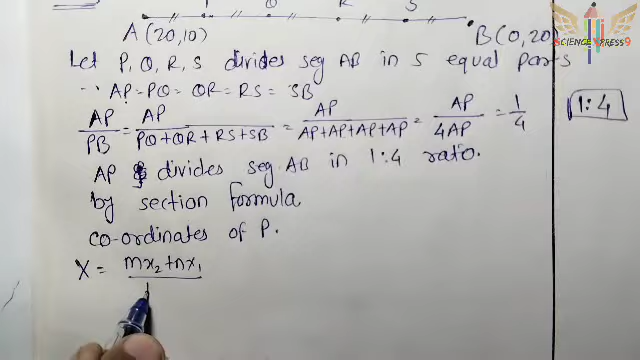 P Q R S
A (20,10) B (0,20)
SCIENCE XPRESS 9
Let P, Q, R, S divides seg AB in 5 equal parts
∴ AP = PQ = QR = RS = SB
AP/PB = AP/(PQ+QR+RS+SB) = AP/(AP+AP+AP+AP) = AP/4AP = 1/4 1:4
AP divides seg. AB in 1:4 ratio.
by section formula
co-ordinates of P.
X = mx₂+nx₁